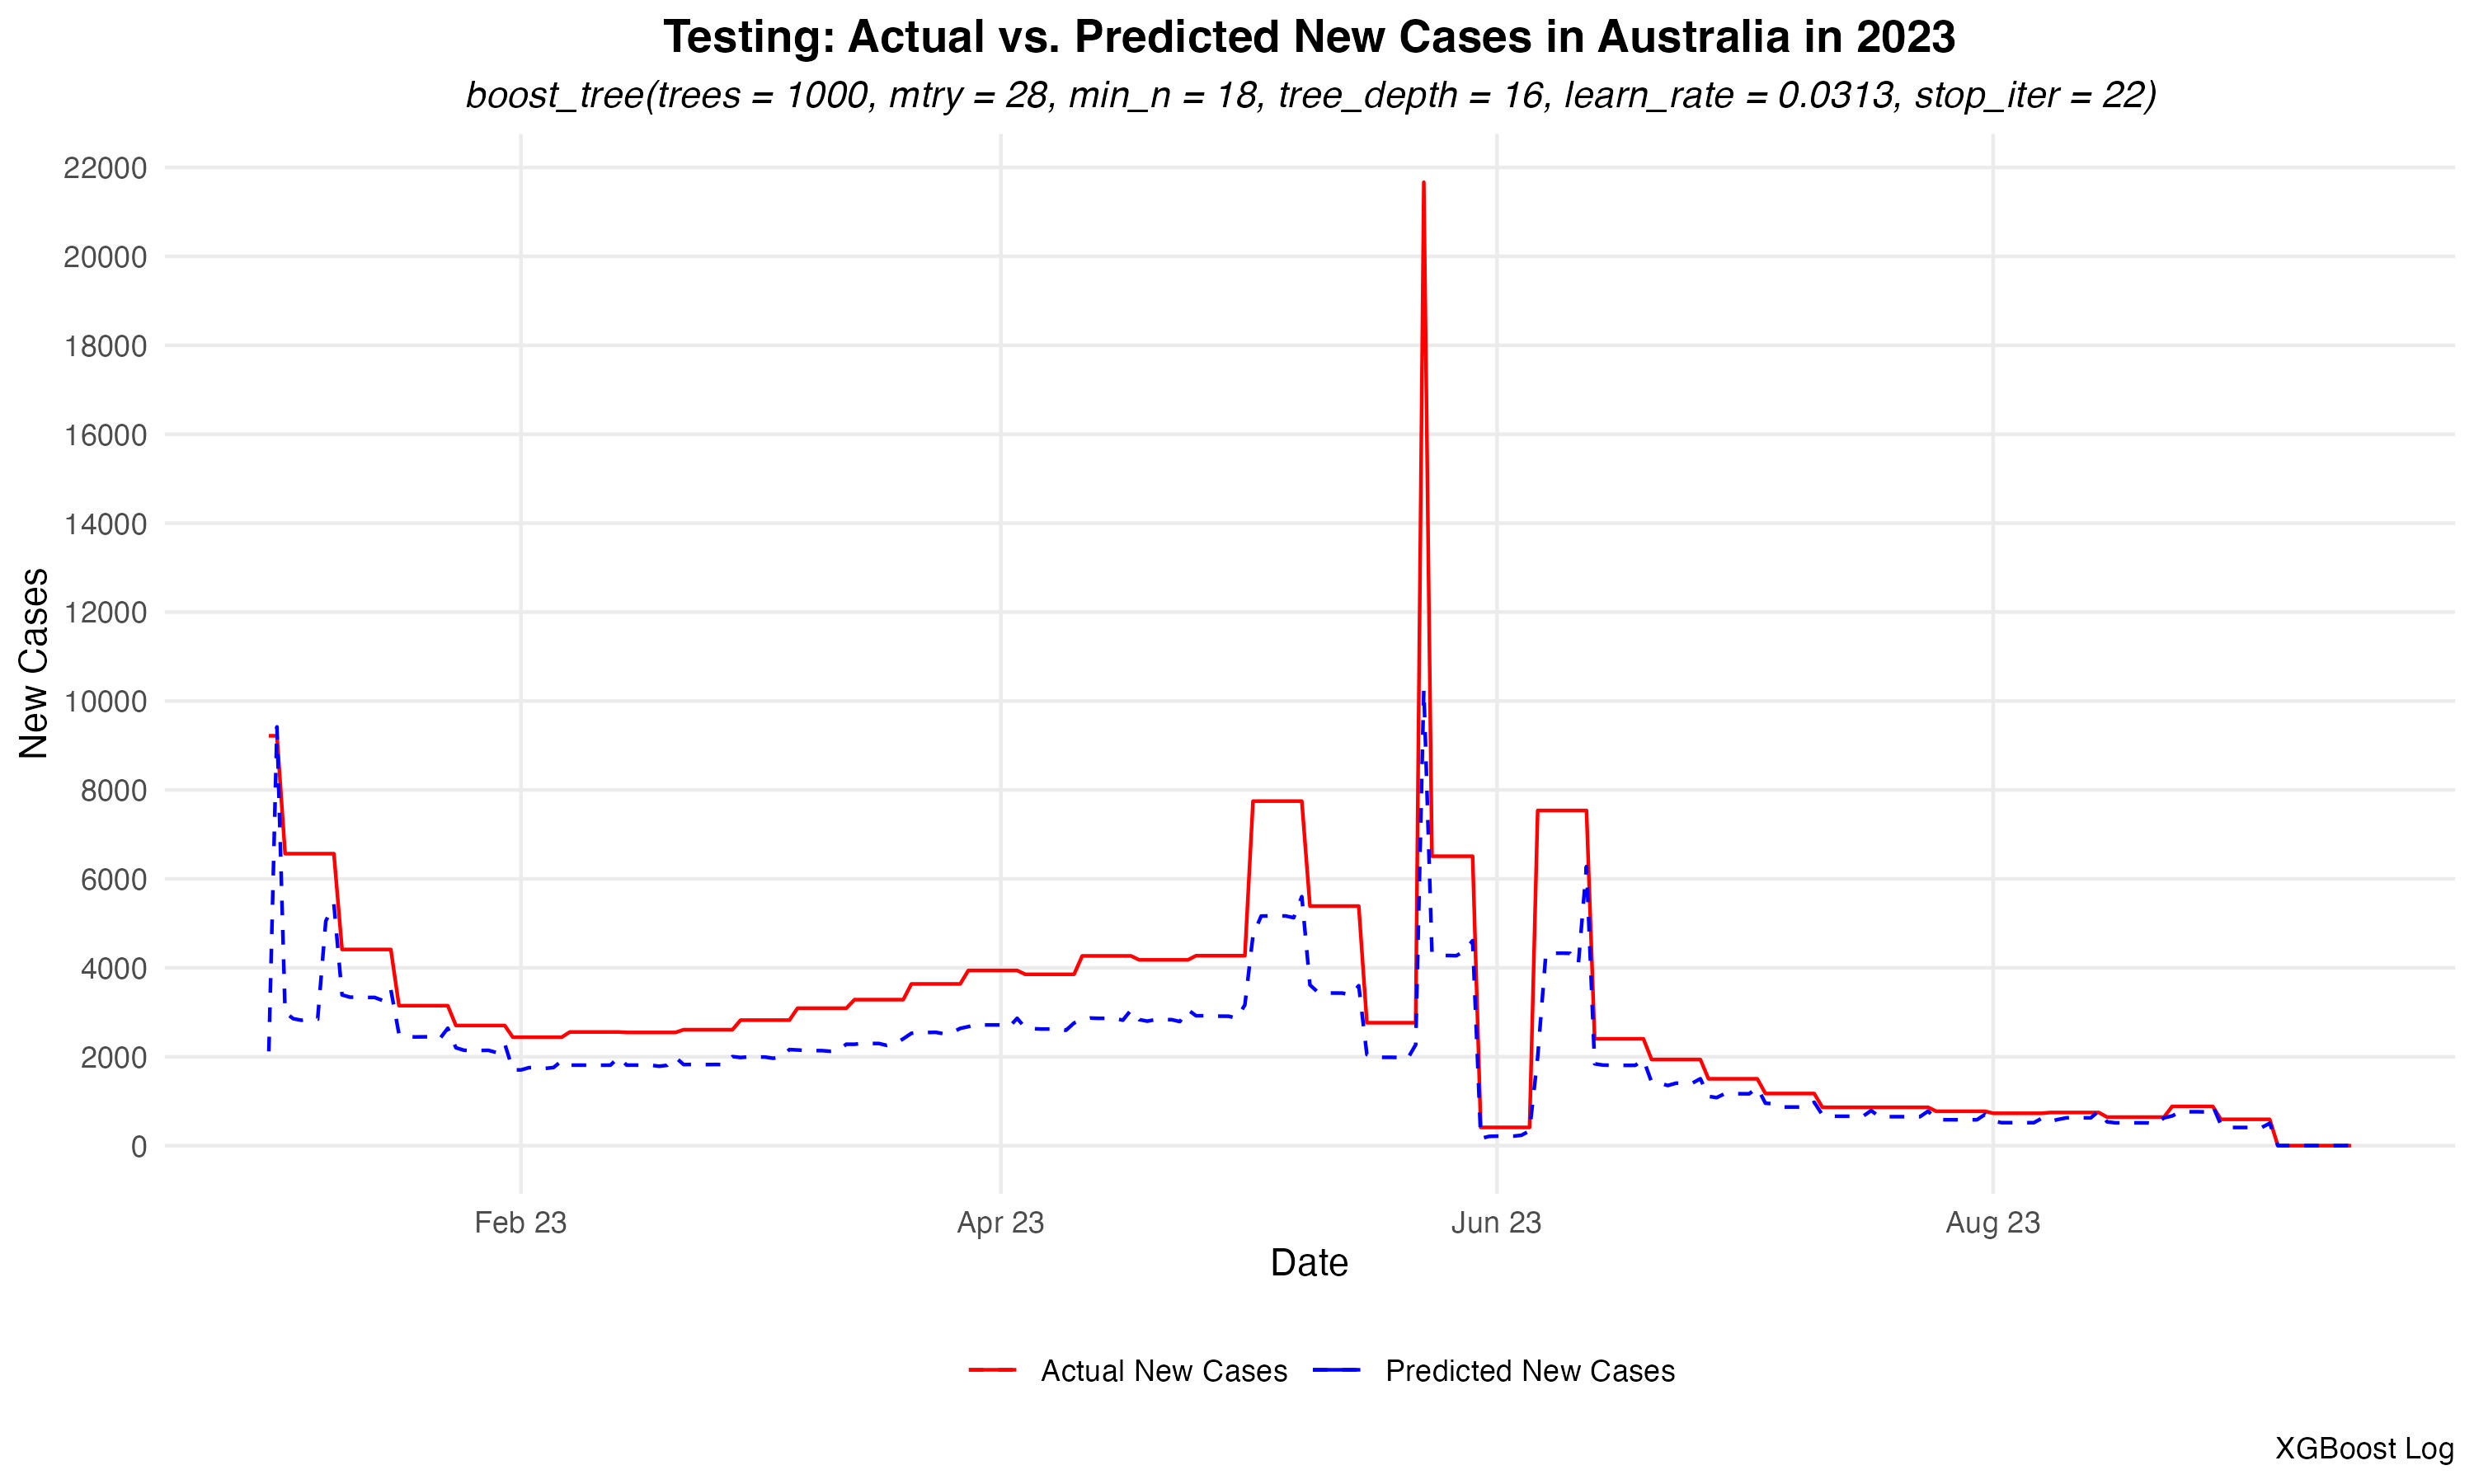 Testing: Actual vs. Predicted New Cases in Australia in 2023
boost_tree(trees = 1000, mtry = 28, min_n = 18, tree_depth = 16, learn_rate = 0.0313, stop_iter = 22)
New Cases
22000
20000
18000
16000
14000
12000
10000
8000
6000
4000
2000
0
Feb 23 Apr 23 Jun 23 Aug 23
Date
Actual New Cases Predicted New Cases
XGBoost Log